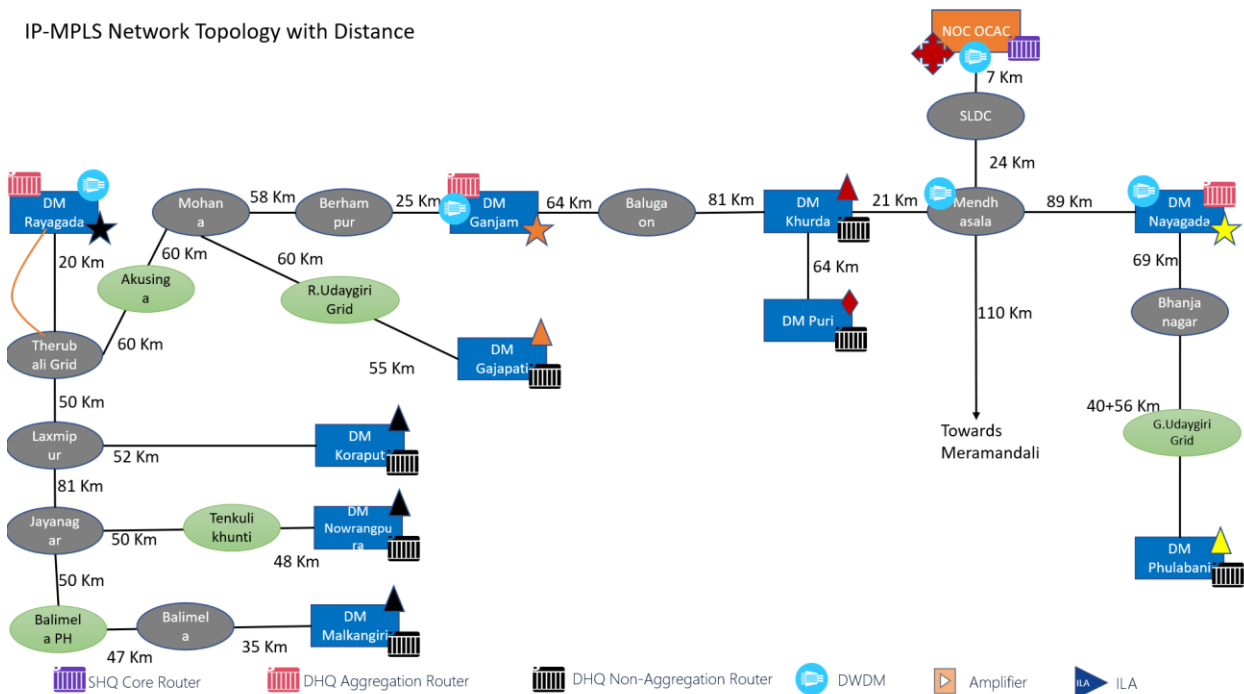 IP-MPLS Network Topology with Distance
NOC OCAC
7 Km
SLDC
24 Km
DM
Rayagada
Mohan
a
58 Km
Berham
pur
25 Km
DM
Ganjam
64 Km
Balug
on
81 Km
DM
Khurda
21 Km
Mendh
asala
89 Km
DM
Nayagada
20 Km
Akusing
a
60 Km
60 Km
60 Km
R.Udaygiri
Grid
64 Km
69 Km
DM Puri
110 Km
Bhanja
nagar
Therub
ali Grid
55 Km
DM
Gajapati
50 Km
40+56 Km
Towards
Meramandali
G.Udaygiri
Grid
Laxmip
ur
52 Km
DM
Koraput
81 Km
Jayanag
ar
50 Km
Tenkuli
khunti
48 Km
DM
Nowrangpu
ra
50 Km
DM
Phulabani
Balimel
a PH
47 Km
Balimel
a
35 Km
DM
Malkangiri
SHQ Core Router
DHQ Aggregation Router
DHQ Non-Aggregation Router
DWDM
Amplifier
ILA
ILA